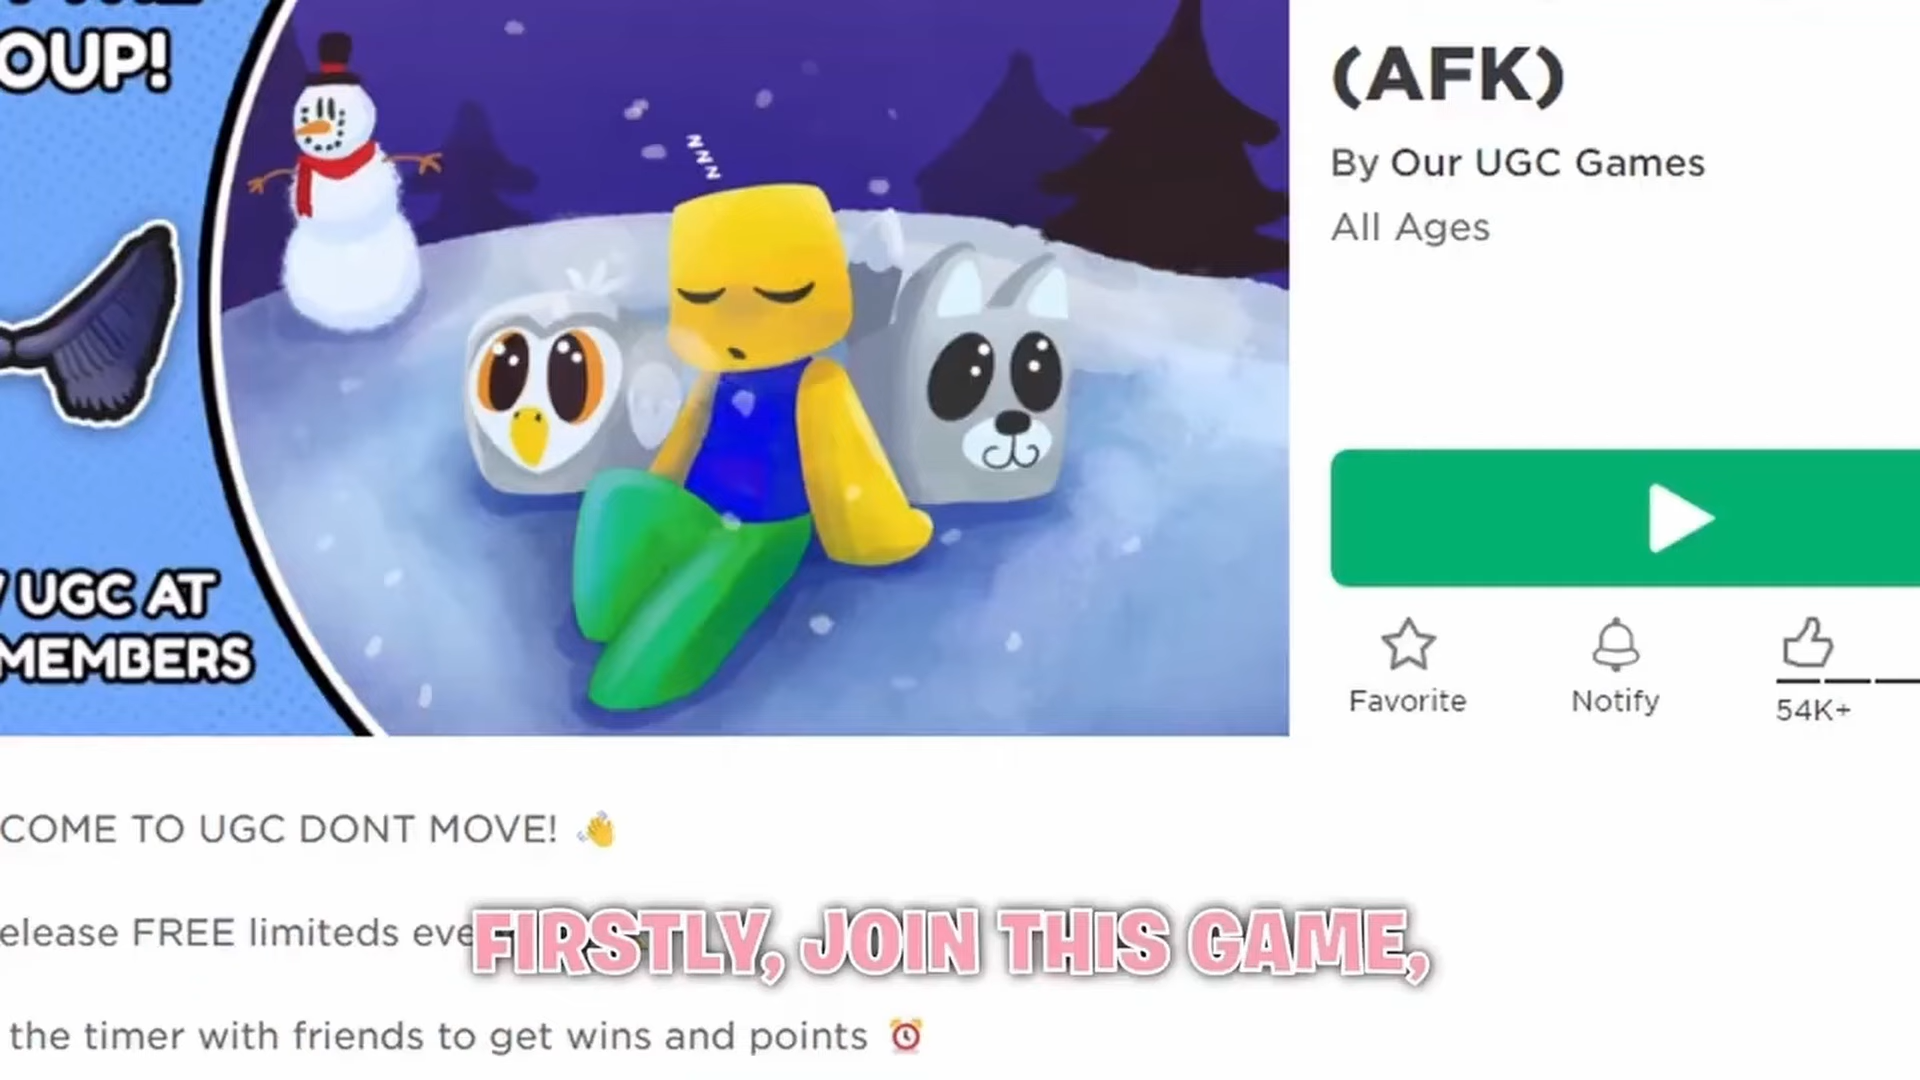 OUP!
zzz
UGC AT
MEMBERS
(AFK)
By Our UGC Games
All Ages
Favorite
Notify
54K+
COME TO UGC DONT MOVE! 👋
elease FREE limiteds eve
FIRSTLY, JOIN THIS GAME,
the timer with friends to get wins and points ⏰